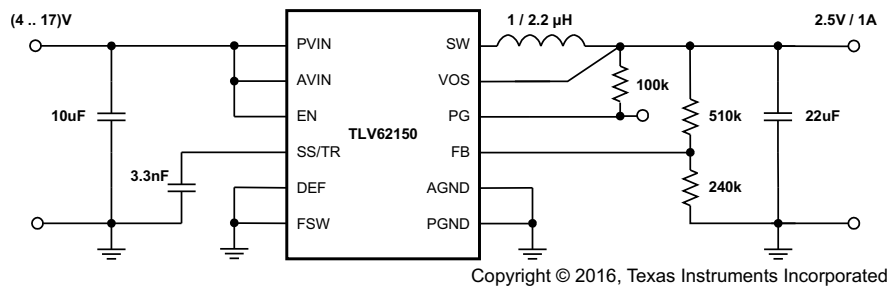 (4 .. 17)V
1 / 2.2 µH
2.5V / 1A
PVIN
SW
AVIN
VOS
100k
10uF
EN
PG
510k
22uF
TLV62150
SS/TR
FB
3.3nF
DEF
AGND
240k
FSW
PGND
Copyright © 2016, Texas Instruments Incorporated